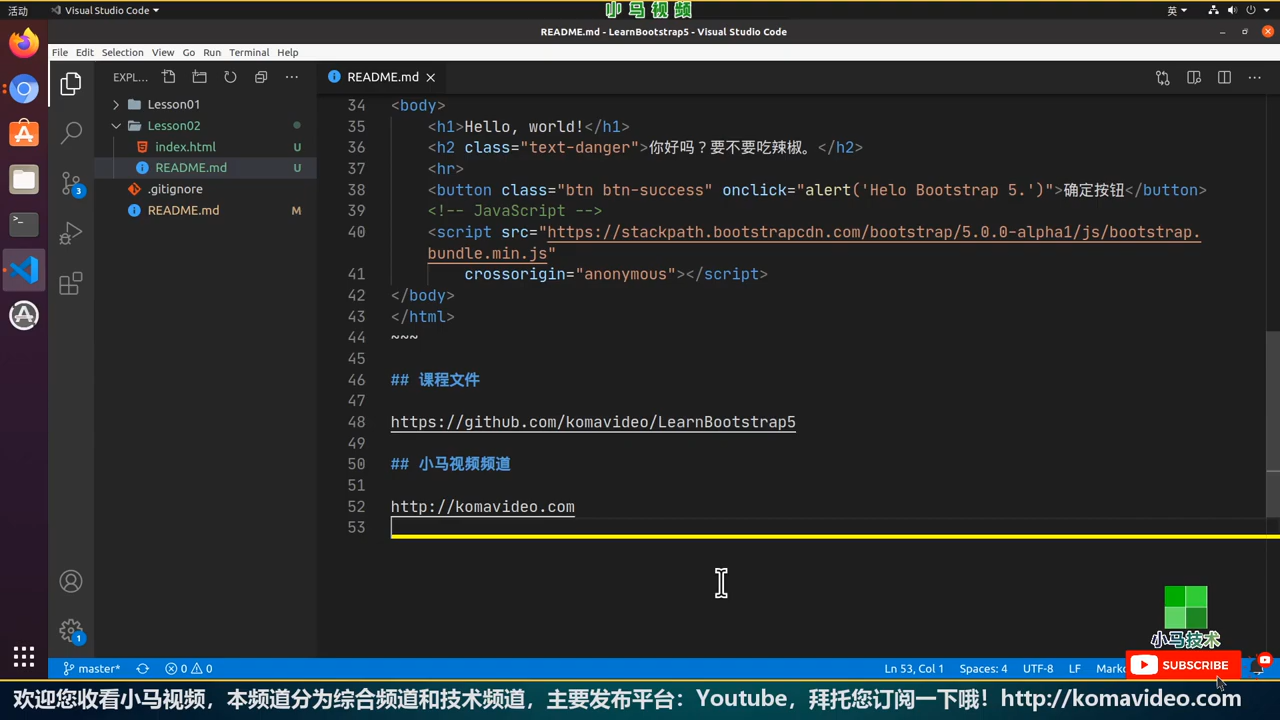 活动
Visual Studio Code
小马视频
英
README.md - LearnBootstrap5 - Visual Studio Code
File Edit Selection View Go Run Terminal Help
EXPL...
README.md
Lesson01
Lesson02
index.html U
README.md U
.gitignore
README.md M
3
1
34 <body>
35 <h1>Hello, world!</h1>
36 <h2 class="text-danger">你好吗？要不要吃辣椒。</h2>
37 <hr>
38 <button class="btn btn-success" onclick="alert('Helo Bootstrap 5.')">确定按钮</button>
39 <!-- JavaScript -->
40 <script src="https://stackpath.bootstrapcdn.com/bootstrap/5.0.0-alpha1/js/bootstrap.
bundle.min.js"
41 crossorigin="anonymous"></script>
42 </body>
43 </html>
44 ~~~
45
46 ## 课程文件
47
48 https://github.com/komavideo/LearnBootstrap5
49
50 ## 小马视频频道
51
52 http://komavideo.com
53
小马技术
SUBSCRIBE
master* 0 0 Ln 53, Col 1 Spaces: 4 UTF-8 LF Marko
欢迎您收看小马视频，本频道分为综合频道和技术频道，主要发布平台：Youtube，拜托您订阅一下哦！http://komavideo.com